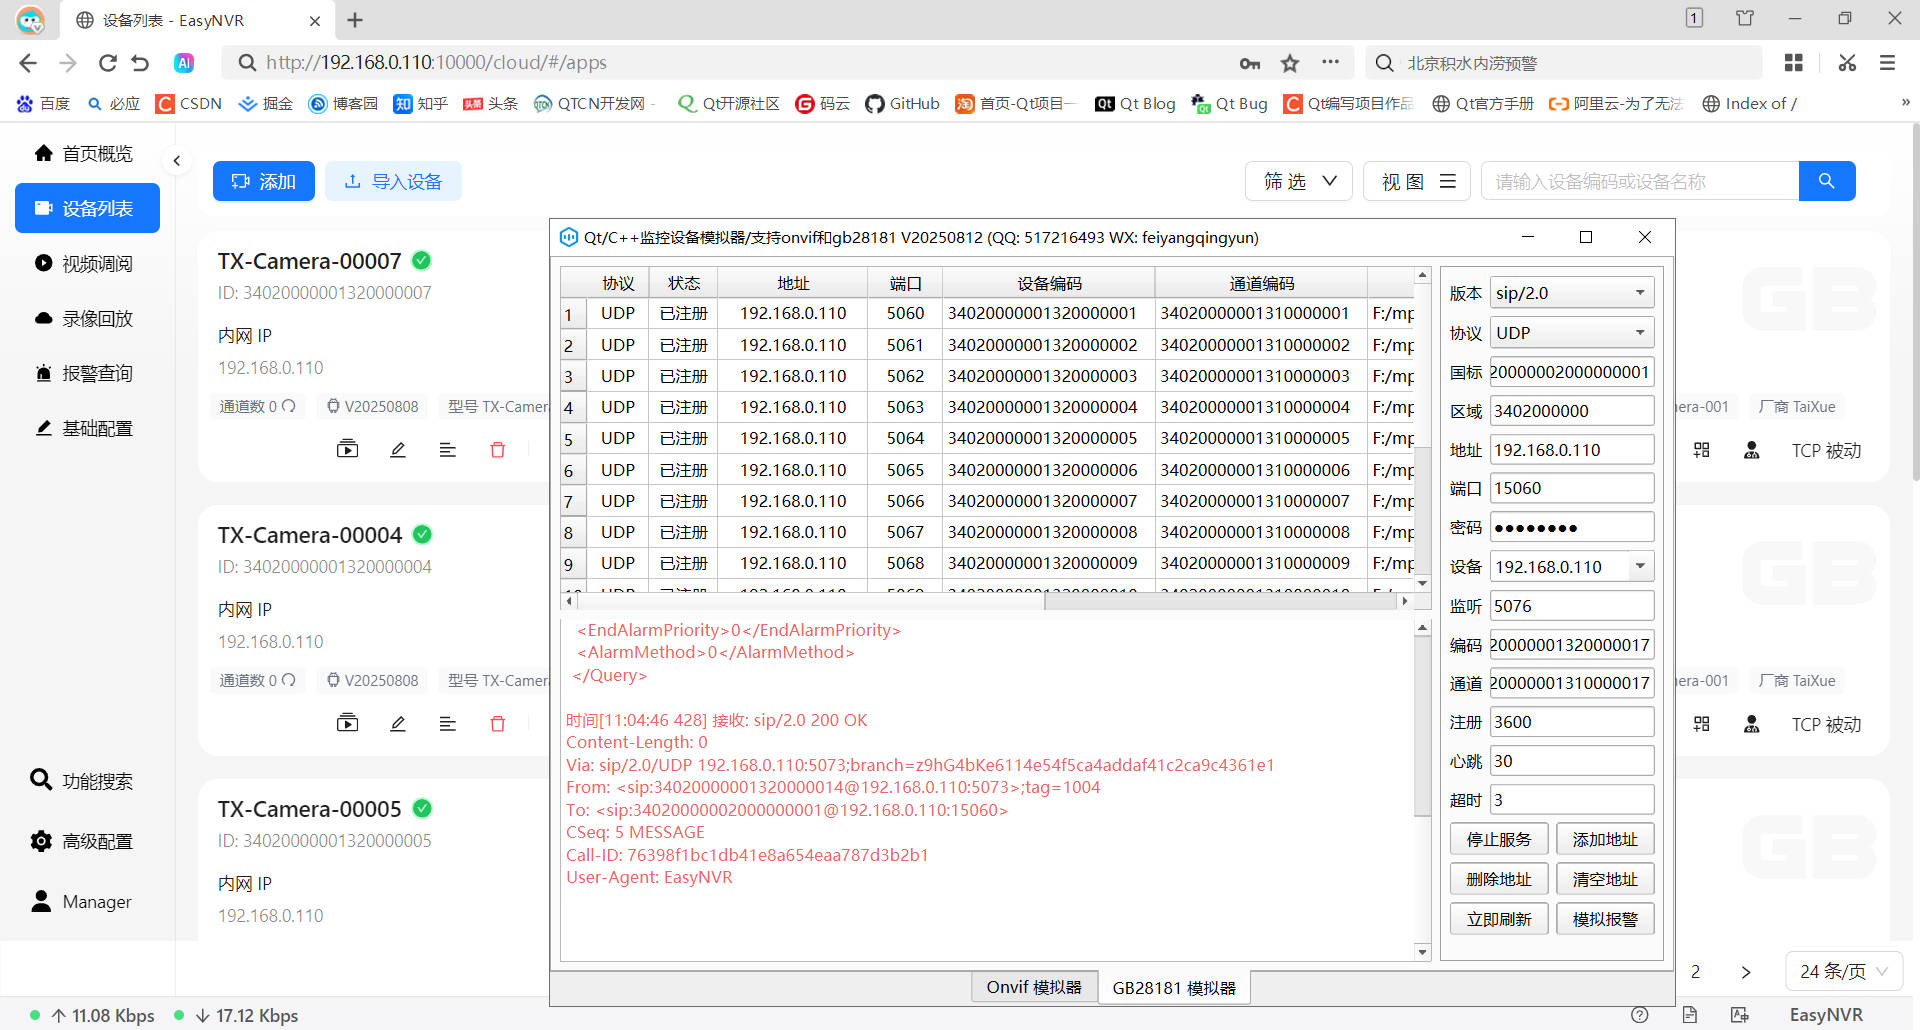 设备列表 - EasyNVR
1
http://192.168.0.110:10000/cloud/#/apps
北京积水内涝预警
AI
百度
必应
CSDN
掘金
博客园
知乎
头条
QTCN开发网
Qt开源社区
码云
GitHub
首页-Qt项目一
Qt Blog
Qt Bug
Qt编写项目作品
Qt官方手册
阿里云-为了无法
Index of /
首页概览
设备列表
视频调阅
录像回放
报警查询
基础配置
功能搜索
高级配置
Manager
添加
导入设备
筛 选
视 图
请输入设备编码或设备名称
TX-Camera-00007
ID: 34020000001320000007
内网 IP
192.168.0.110
通道数 0
V20250808
型号 TX-Camera
TX-Camera-00004
ID: 34020000001320000004
内网 IP
192.168.0.110
通道数 0
V20250808
型号 TX-Camera
TX-Camera-00005
ID: 34020000001320000005
内网 IP
192.168.0.110
Qt/C++监控设备模拟器/支持onvif和gb28181 V20250812 (QQ: 517216493 WX: feiyangqingyun)
协议 状态 地址 端口 设备编码 通道编码
1 UDP 已注册 192.168.0.110 5060 34020000001320000001 34020000001310000001 F:/mp
2 UDP 已注册 192.168.0.110 5061 34020000001320000002 34020000001310000002 F:/mp
3 UDP 已注册 192.168.0.110 5062 34020000001320000003 34020000001310000003 F:/mp
4 UDP 已注册 192.168.0.110 5063 34020000001320000004 34020000001310000004 F:/mp
5 UDP 已注册 192.168.0.110 5064 34020000001320000005 34020000001310000005 F:/mp
6 UDP 已注册 192.168.0.110 5065 34020000001320000006 34020000001310000006 F:/mp
7 UDP 已注册 192.168.0.110 5066 34020000001320000007 34020000001310000007 F:/mp
8 UDP 已注册 192.168.0.110 5067 34020000001320000008 34020000001310000008 F:/mp
9 UDP 已注册 192.168.0.110 5068 34020000001320000009 34020000001310000009 F:/mp
<EndAlarmPriority>0</EndAlarmPriority>
<AlarmMethod>0</AlarmMethod>
</Query>
时间[11:04:46 428] 接收: sip/2.0 200 OK
Content-Length: 0
Via: sip/2.0/UDP 192.168.0.110:5073;branch=z9hG4bKe6114e54f5ca4addaf41c2ca9c4361e1
From: <sip:34020000001320000014@192.168.0.110:5073>;tag=1004
To: <sip:34020000002000000001@192.168.0.110:15060>
CSeq: 5 MESSAGE
Call-ID: 76398f1bc1db41e8a654eaa787d3b2b1
User-Agent: EasyNVR
版本 sip/2.0
协议 UDP
国标 20000002000000001
区域 3402000000
地址 192.168.0.110
端口 15060
密码 ●●●●●●●●
设备 192.168.0.110
监听 5076
编码 20000001320000017
通道 20000001310000017
注册 3600
心跳 30
超时 3
停止服务 添加地址
删除地址 清空地址
立即刷新 模拟报警
Onvif 模拟器
GB28181 模拟器
GB
era-001
厂商 TaiXue
TCP 被动
GB
era-001
厂商 TaiXue
TCP 被动
GB
2
24 条/页
11.08 Kbps
17.12 Kbps
EasyNVR